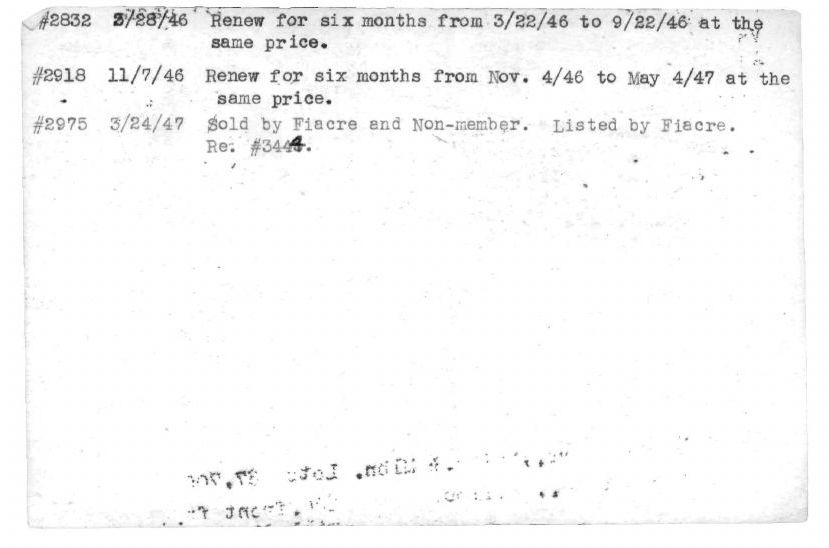 #2832 3/28/46 Renew for six months from 3/22/46 to 9/22/46 at the
same price.
#2918 11/7/46 Renew for six months from Nov. 4/46 to May 4/47 at the
same price.
#2975 3/24/47 Sold by Fiacre and Non-member. Listed by Fiacre.
Re: #3444.
Lots
front